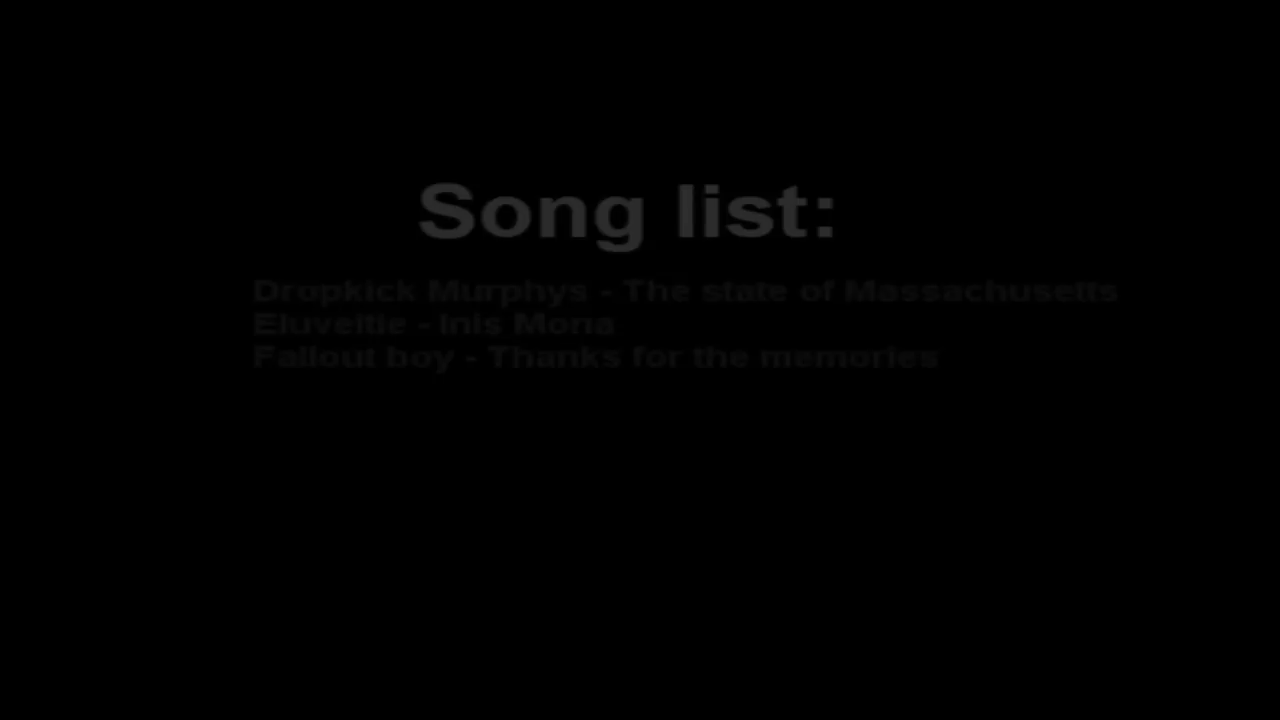 Song list:
Dropkick Murphys - The state of Massachusetts
Eluveitie - Inis Mona
Fallout boy - Thanks for the memories